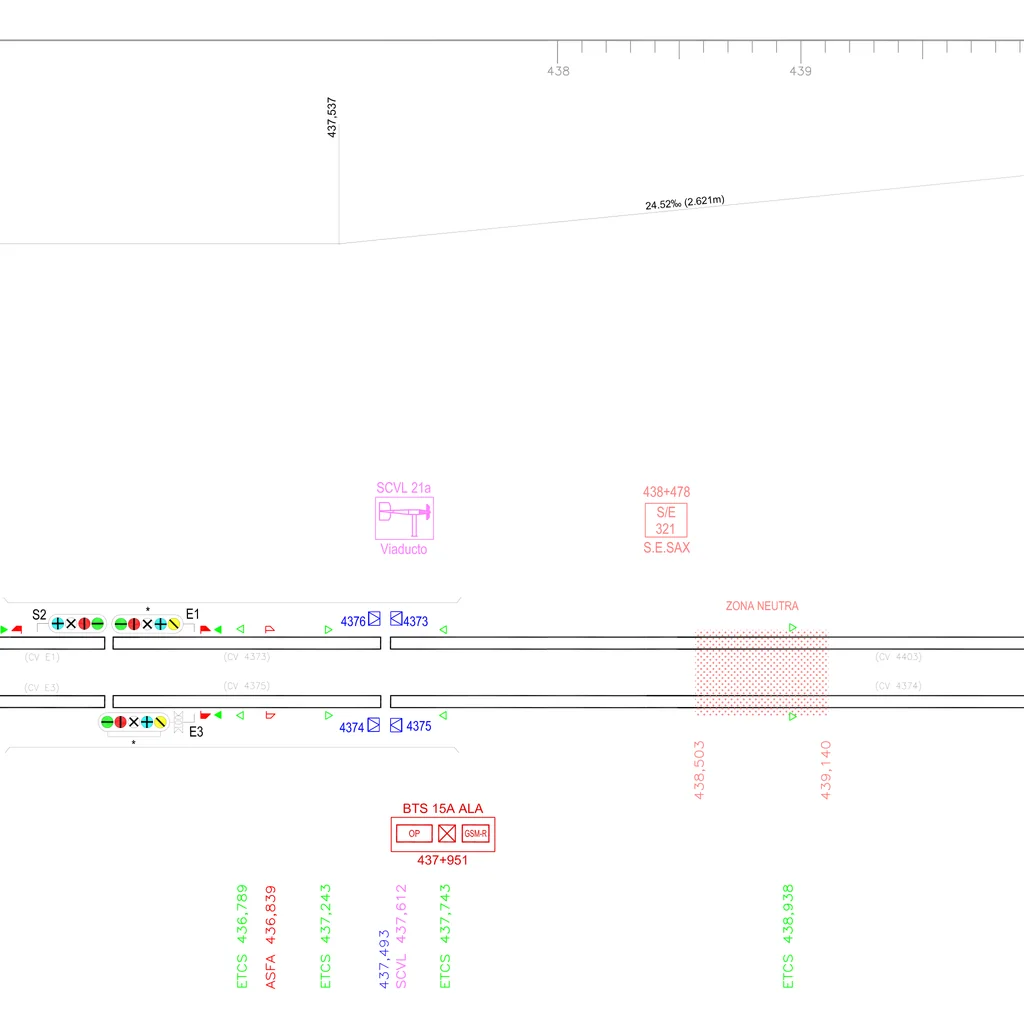 438
439
437,537
24.52‰ (2.621m)
SCVL 21a
Viaducto
438+478
S/E
321
S.E.SAX
ZONA NEUTRA
S2
*
E1
4376
4373
(CV E1)
(CV 4373)
(CV 4403)
(CV E3)
(CV 4375)
(CV 4374)
E3
*
4374
4375
438,503
439,140
BTS 15A ALA
OP
GSM-R
437+951
ETCS 436,789
ASFA 436,839
ETCS 437,243
437,493
SCVL 437,612
ETCS 437,743
ETCS 438,938